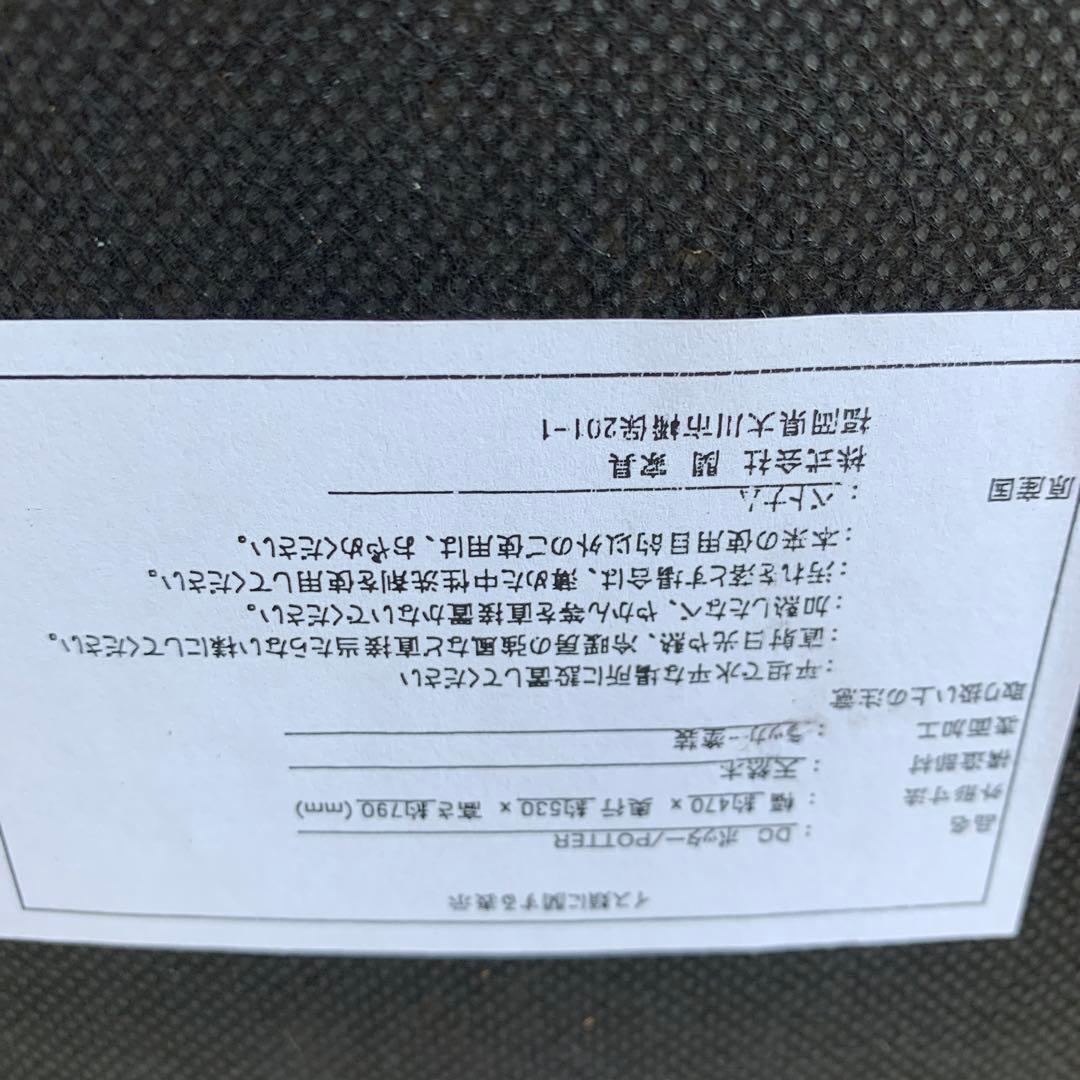 イス類に関する表示
品名 : DC ポッター/POTTER
外形寸法 : 幅 約470 × 奥行 約530 × 高さ約790 (mm)
構造部材 : 天然木
表面加工 : ラッカー塗装
取り扱い上の注意
:平坦で水平な場所に設置してください
:直射日光や熱、冷暖房の強風など直接当たらない様にしてください。
:加熱したなべ、やかん等を直接置かないでください。
:汚れを落とす場合は、薄めた中性洗剤を使用してください。
:本来の使用目的以外のご使用は、おやめください。
原産国 : ベトナム
株式会社 関 家具
福岡県大川市幡保201-1